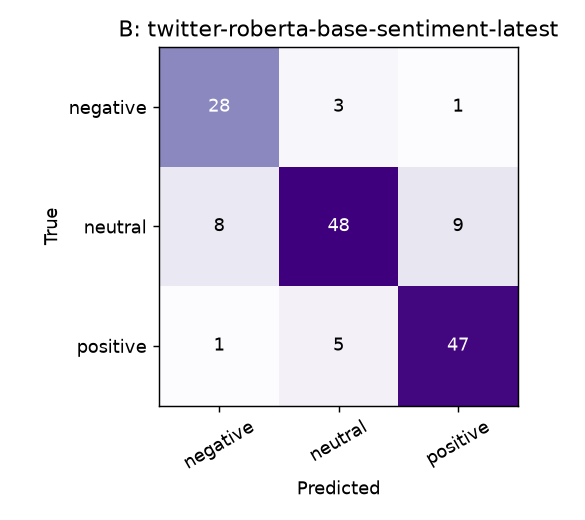 B: twitter-roberta-base-sentiment-latest
negative 28 3 1
neutral 8 48 9
positive 1 5 47
True
negative neutral positive
Predicted